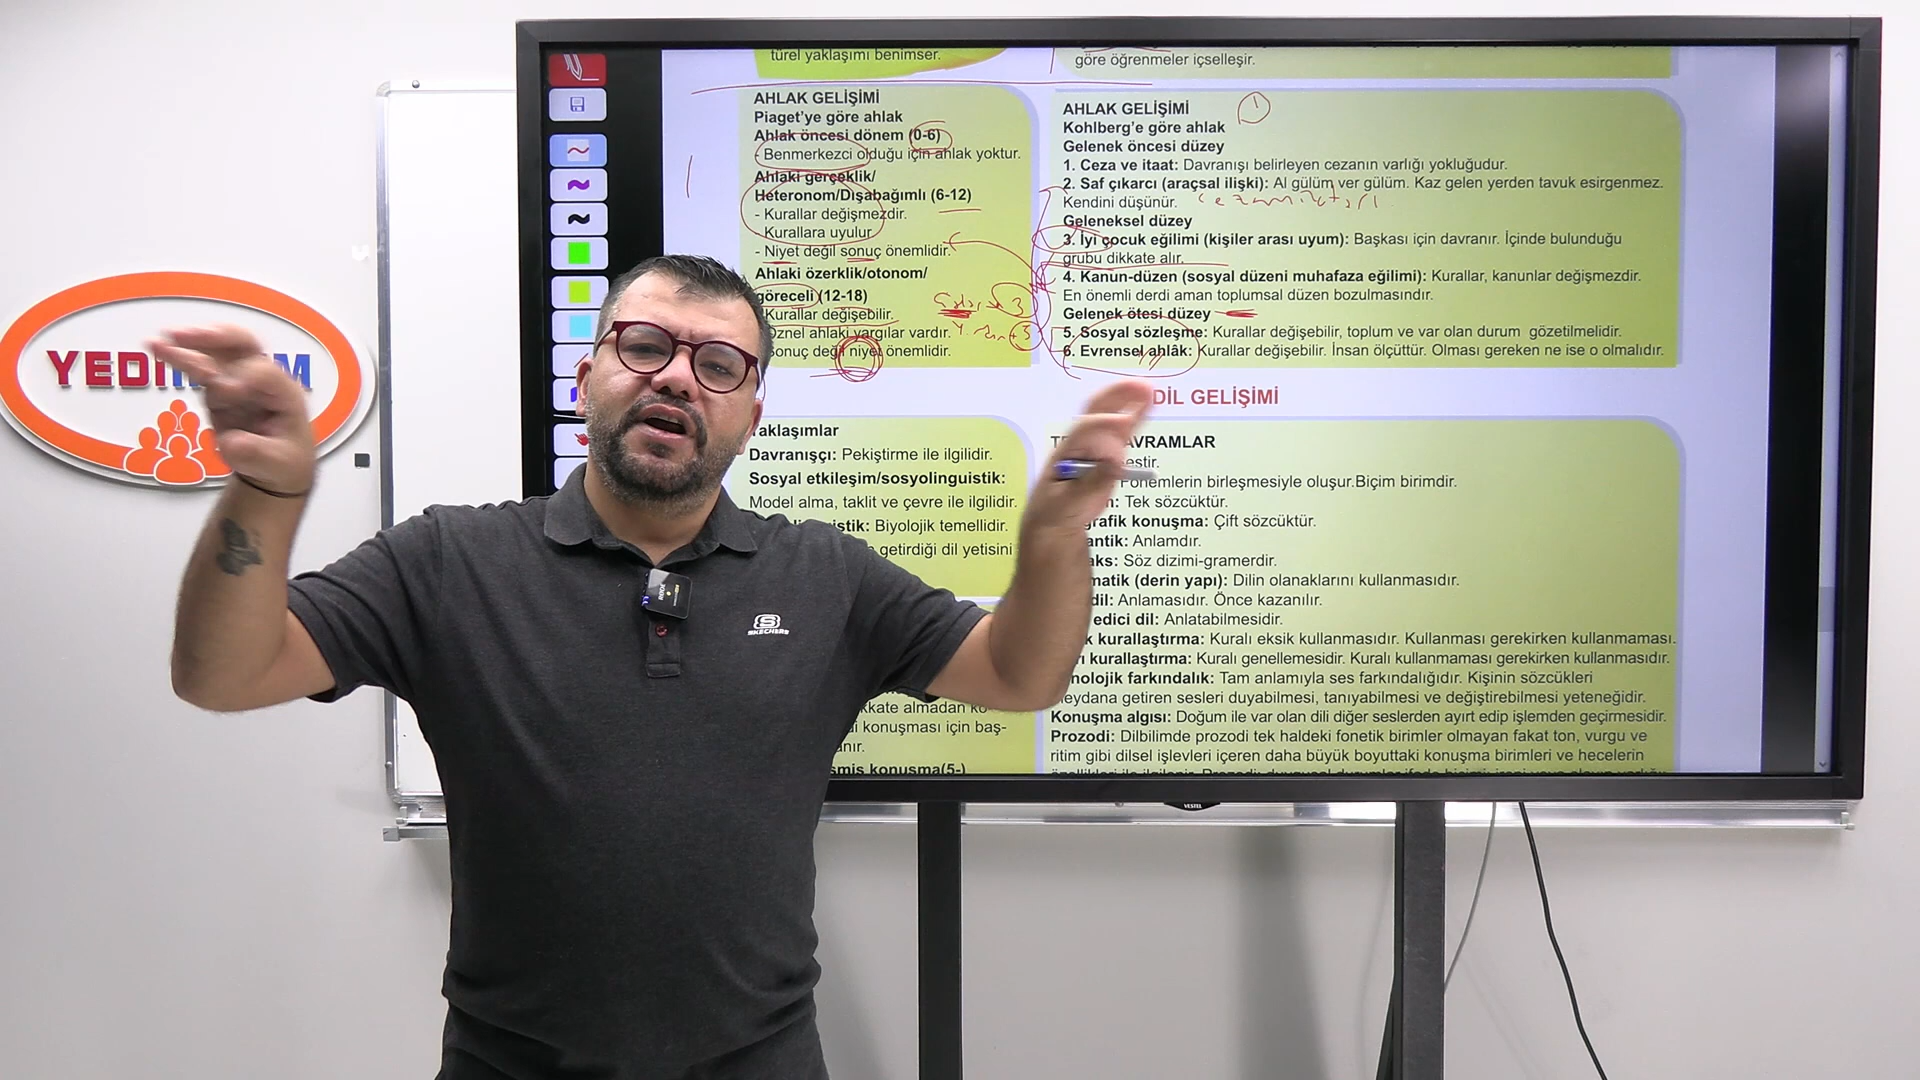 türel yaklaşımı benimser.
AHLAK GELİŞİMİ
Piaget'ye göre ahlak
Ahlak öncesi dönem (0-6)
- Benmerkezci olduğu için ahlak yoktur.
Ahlaki gerçeklik/
Heteronom/Dışabağımlı (6-12)
- Kurallar değişmezdir.
- Kurallara uyulur
- Niyet değil sonuç önemlidir.
Ahlaki özerklik/otonom/
göreceli (12-18)
Kurallar değişebilir.
Öznel ahlaki yargılar vardır.
Sonuç değil niyet önemlidir.
göre öğrenmeler içselleşir.
AHLAK GELİŞİMİ
Kohlberg'e göre ahlak
Gelenek öncesi düzey
1. Ceza ve itaat: Davranışı belirleyen cezanın varlığı yokluğudur.
2. Saf çıkarcı (araçsal ilişki): Al gülüm ver gülüm. Kaz gelen yerden tavuk esirgenmez.
Kendini düşünür.
Geleneksel düzey
3. İyi çocuk eğilimi (kişiler arası uyum): Başkası için davranır. İçinde bulunduğu
grubu dikkate alır.
4. Kanun-düzen (sosyal düzeni muhafaza eğilimi): Kurallar, kanunlar değişmezdir.
En önemli derdi aman toplumsal düzen bozulmasındır.
Gelenek ötesi düzey
5. Sosyal sözleşme: Kurallar değişebilir, toplum ve var olan durum gözetilmelidir.
6. Evrensel ahlâk: Kurallar değişebilir. İnsan ölçüttür. Olması gereken ne ise o olmalıdır.
DİL GELİŞİMİ
Yaklaşımlar
Davranışçı: Pekiştirme ile ilgilidir.
Sosyal etkileşim/sosyolinguistik:
Model alma, taklit ve çevre ile ilgilidir.
istik: Biyolojik temellidir.
getirdiği dil yetisini
kkate almadan ko-
konuşması için baş-
anır.
smiş konuşma(5-)
AVRAMLAR
estir.
Fonemlerin birleşmesiyle oluşur.Biçim birimdir.
Tek sözcüktür.
grafik konuşma: Çift sözcüktür.
antik: Anlamdır.
aks: Söz dizimi-gramerdir.
matik (derin yapı): Dilin olanaklarını kullanmasıdır.
dil: Anlamasıdır. Önce kazanılır.
edici dil: Anlatabilmesidir.
k kurallaştırma: Kuralı eksik kullanmasıdır. Kullanması gerekirken kullanmaması.
rı kurallaştırma: Kuralı genellemesidir. Kuralı kullanmaması gerekirken kullanmasıdır.
nolojik farkındalık: Tam anlamıyla ses farkındalığıdır. Kişinin sözcükleri
meydana getiren sesleri duyabilmesi, tanıyabilmesi ve değiştirebilmesi yeteneğidir.
Konuşma algısı: Doğum ile var olan dili diğer seslerden ayırt edip işlemden geçirmesidir.
Prozodi: Dilbilimde prozodi tek haldeki fonetik birimler olmayan fakat ton, vurgu ve
ritim gibi dilsel işlevleri içeren daha büyük boyuttaki konuşma birimleri ve hecelerin
YEDİ
SKECHERS
VESTEL